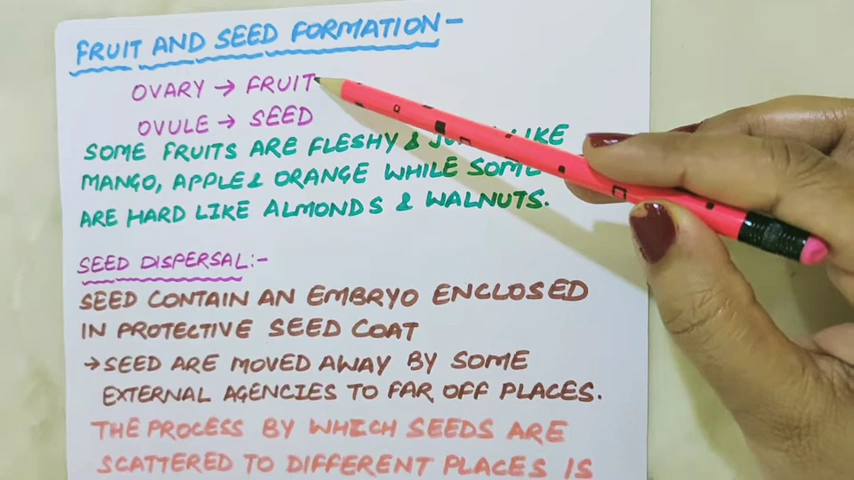 FRUIT AND SEED FORMATION-
OVARY → FRUIT
OVULE → SEED
SOME FRUITS ARE FLESHY & LIKE
MANGO, APPLE & ORANGE WHILE SOME
ARE HARD LIKE ALMONDS & WALNUTS.
SEED DISPERSAL:-
SEED CONTAIN AN EMBRYO ENCLOSED
IN PROTECTIVE SEED COAT
→ SEED ARE MOVED AWAY BY SOME
EXTERNAL AGENCIES TO FAR OFF PLACES.
THE PROCESS BY WHICH SEEDS ARE
SCATTERED TO DIFFERENT PLACES IS